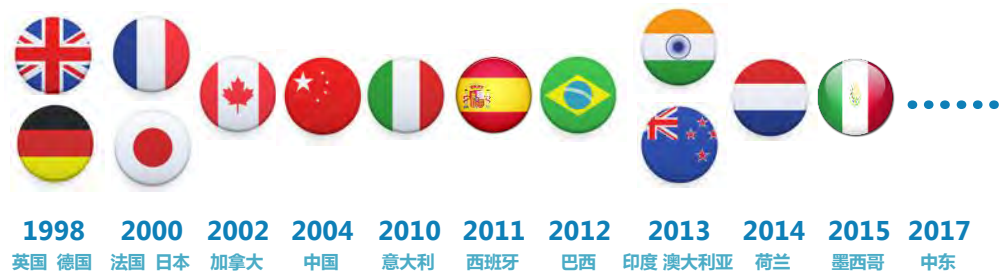 1998 2000 2002 2004 2010 2011 2012 2013 2014 2015 2017
英国 德国 法国 日本 加拿大 中国 意大利 西班牙 巴西 印度 澳大利亚 荷兰 墨西哥 中东